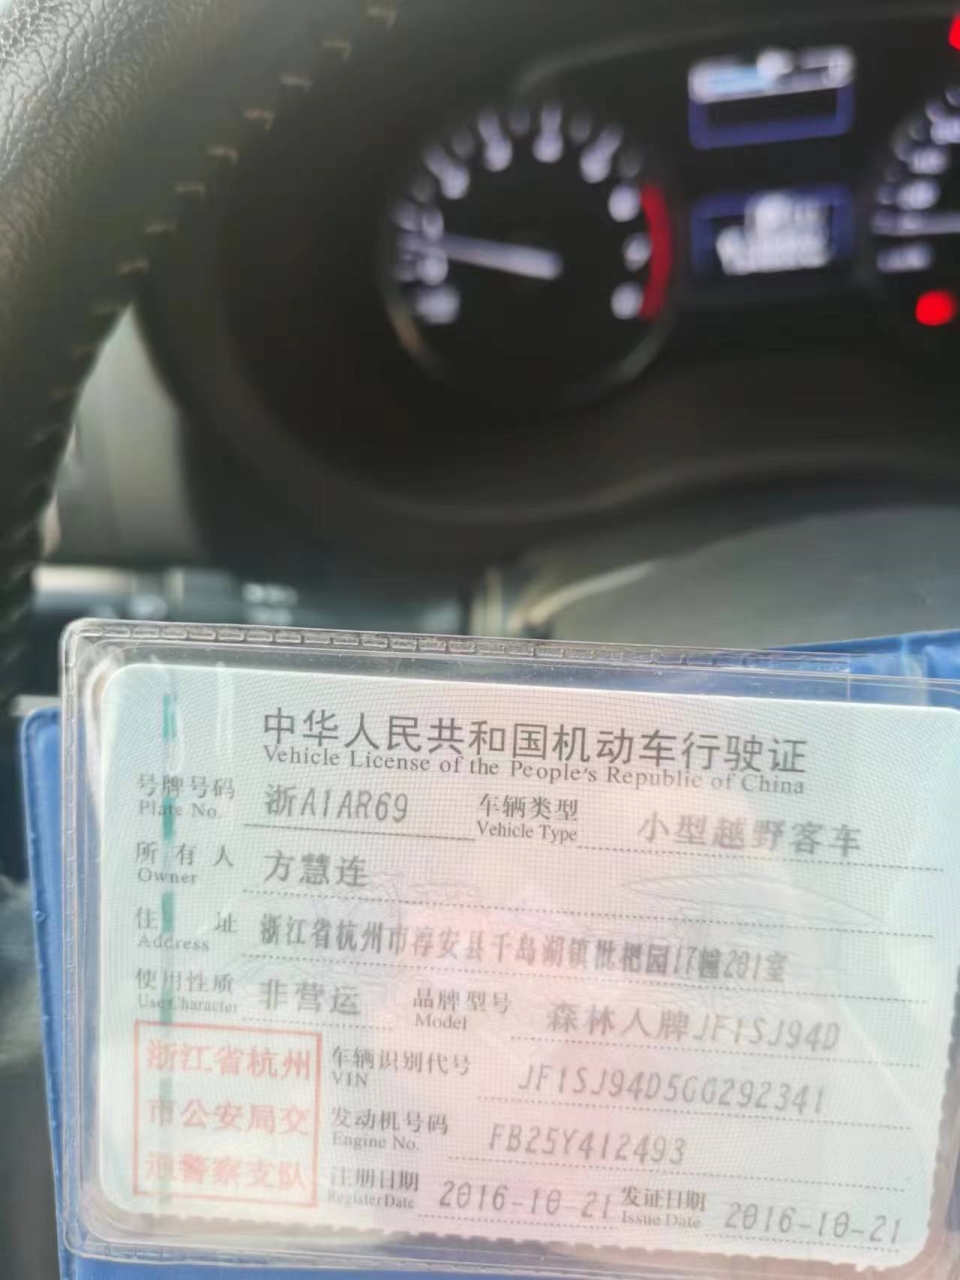 中华人民共和国机动车行驶证
Vehicle License of the People's Republic of China
号牌号码 浙A1AR69 车辆类型 小型越野客车
Plate No. Vehicle Type
所有人 方慧连
Owner
住址 浙江省杭州市淳安县千岛湖镇枇杷园17幢201室
Address
使用性质 非营运 品牌型号 森林人牌JF1SJ94D
Use Character Model
浙江省杭州
市公安局交
通警察支队
车辆识别代号 JF1SJ94D5GG292341
VIN
发动机号码 FB25Y412493
Engine No.
注册日期 2016-10-21 发证日期 2016-10-21
Register Date Issue Date